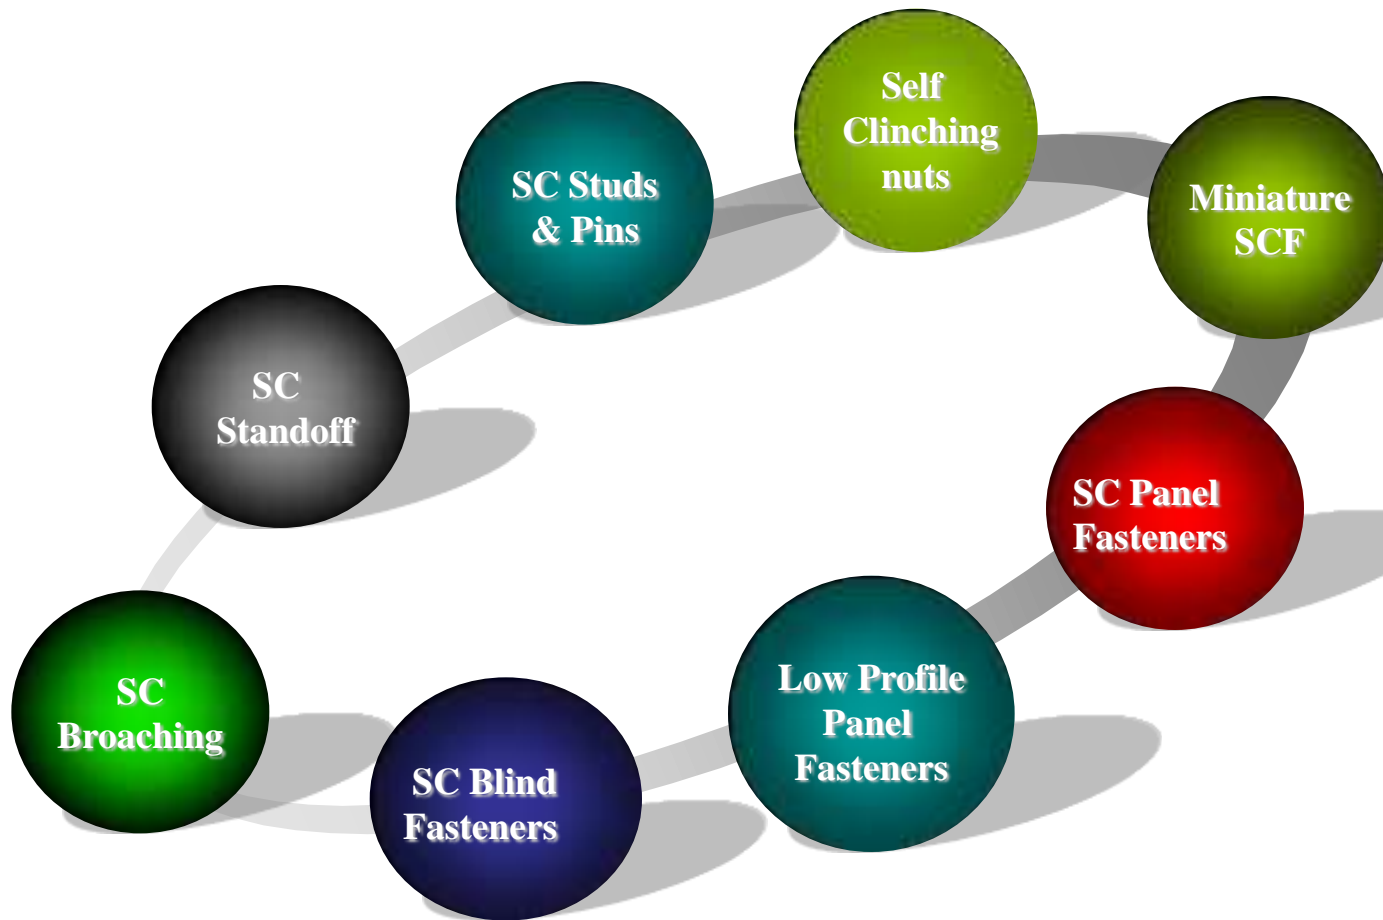 Self
Clinching
nuts
SC Studs
& Pins
Miniature
SCF
SC
Standoff
SC Panel
Fasteners
Low Profile
Panel
Fasteners
SC
Broaching
SC Blind
Fasteners